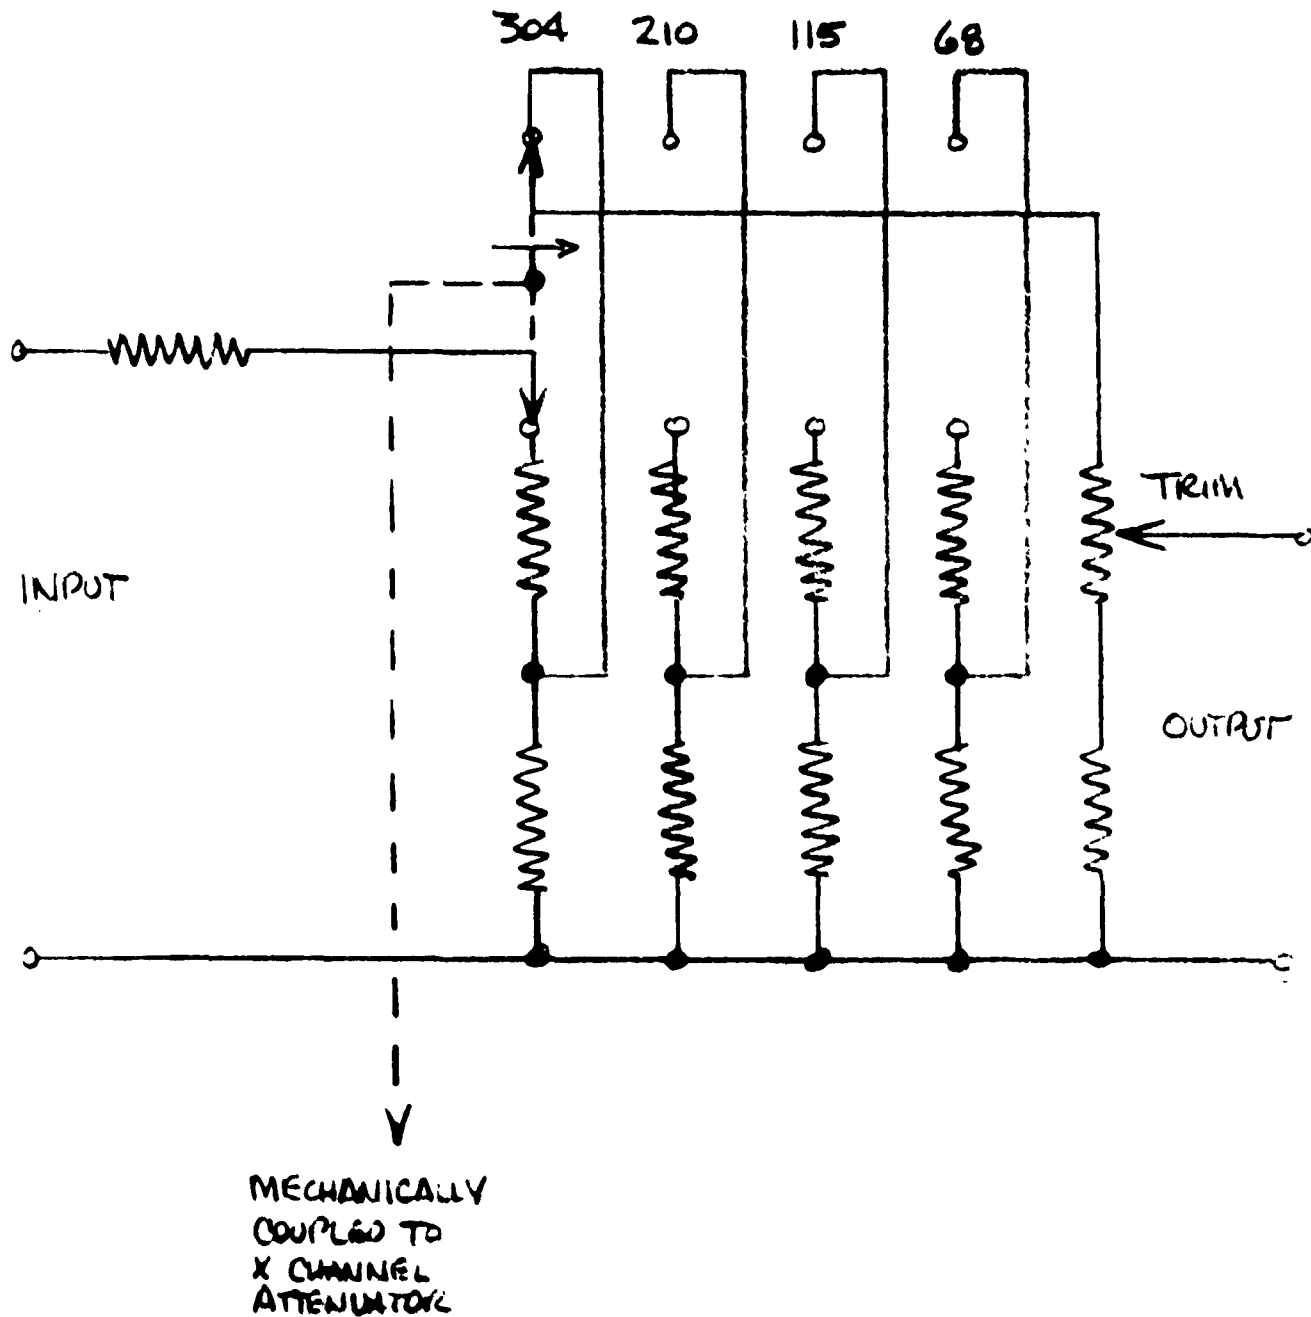 304 210 115 68
TRIM
INPUT
OUTPUT
MECHANICALLY
COUPLED TO
X CHANNEL
ATTENUATOR